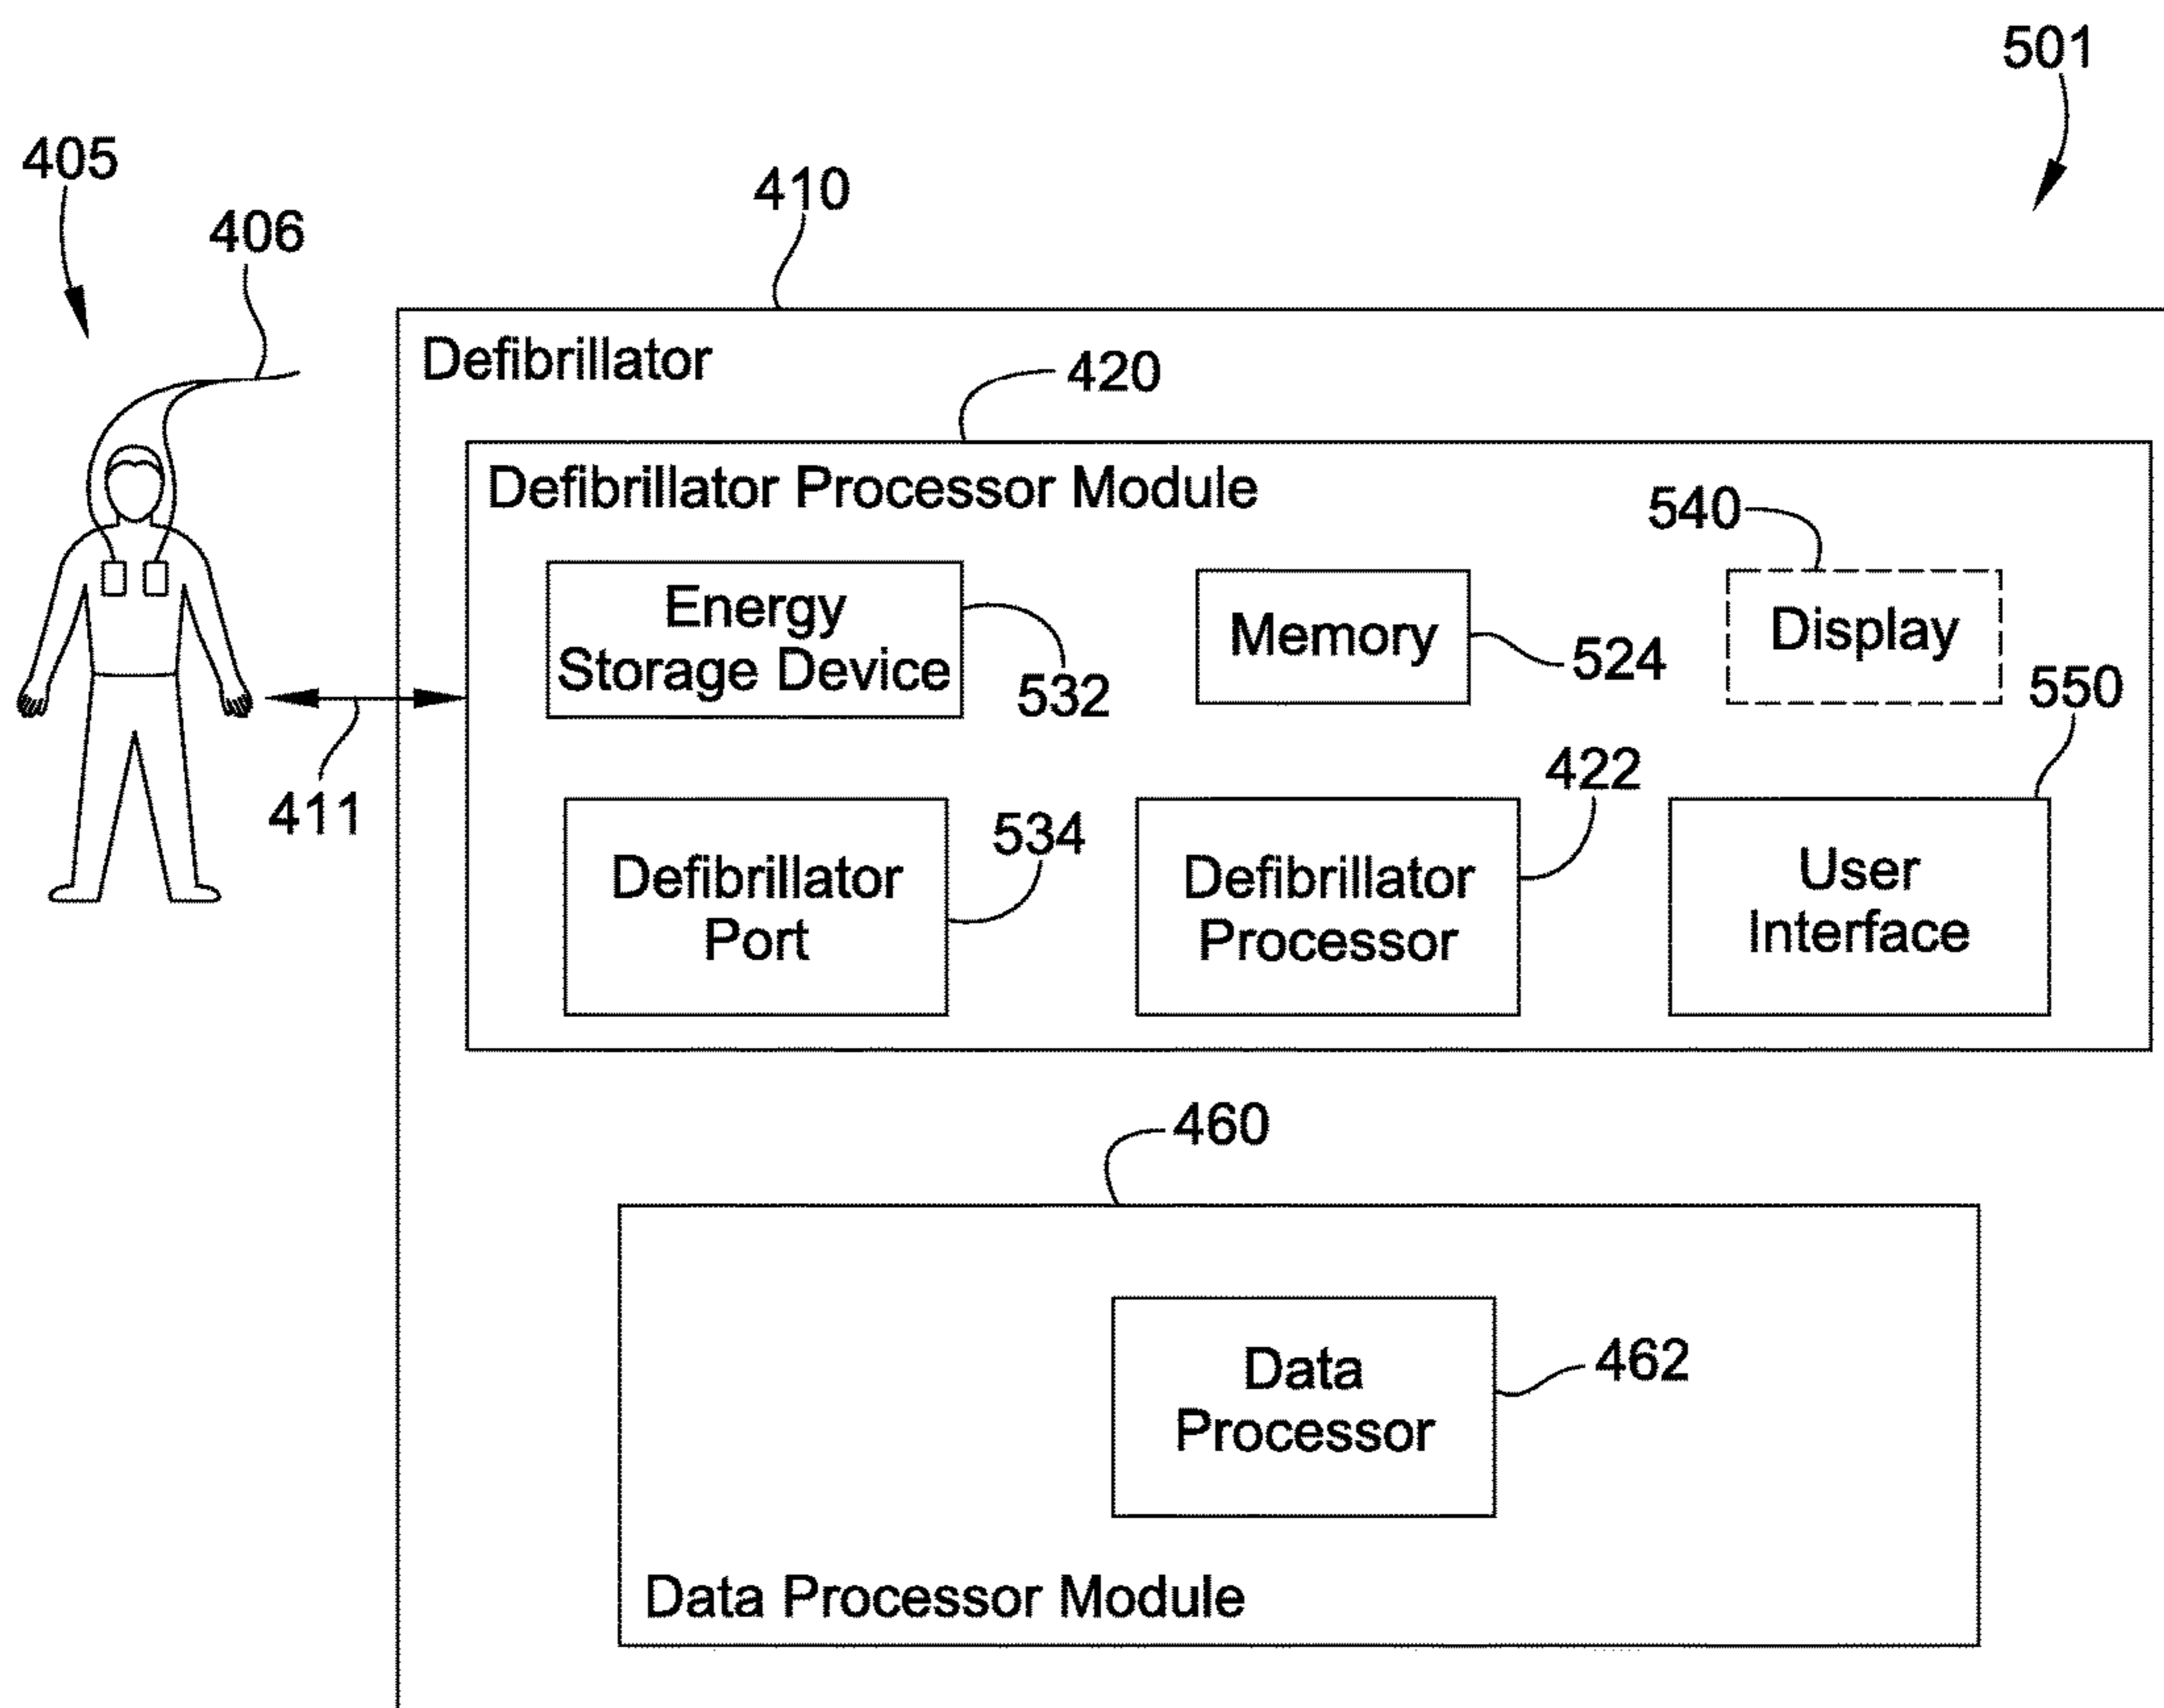 501
405
410
406
Defibrillator
420
Defibrillator Processor Module
540
Energy
Storage Device
532
Memory
524
Display
550
411
422
534
Defibrillator
Port
Defibrillator
Processor
User
Interface
460
Data
Processor
462
Data Processor Module